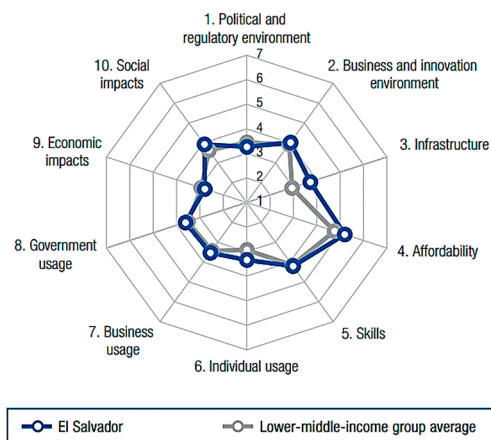 1. Political and
regulatory environment
7
6
5
4
3
2
1
2. Business and innovation
environment
3. Infrastructure
4. Affordability
5. Skills
6. Individual usage
7. Business
usage
8. Government
usage
9. Economic
impacts
10. Social
impacts
El Salvador
Lower-middle-income group average